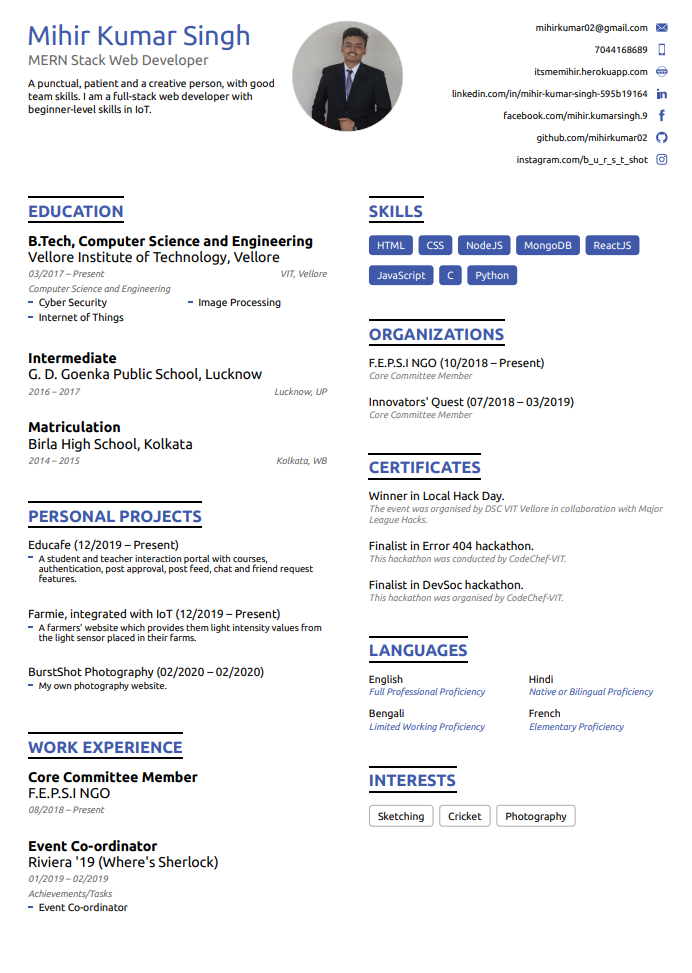 Mihir Kumar Singh
MERN Stack Web Developer
A punctual, patient and a creative person, with good
team skills. I am a full-stack web developer with
beginner-level skills in IoT.
mihirkumar02@gmail.com
7044168689
itsmemihir.herokuapp.com
linkedin.com/in/mihir-kumar-singh-595b19164
facebook.com/mihir.kumarsingh.9
github.com/mihirkumar02
instagram.com/b_u_r_s_t_shot
EDUCATION
B.Tech, Computer Science and Engineering
Vellore Institute of Technology, Vellore
03/2017 – Present VIT, Vellore
Computer Science and Engineering
– Cyber Security – Image Processing
– Internet of Things
Intermediate
G. D. Goenka Public School, Lucknow
2016 – 2017 Lucknow, UP
Matriculation
Birla High School, Kolkata
2014 – 2015 Kolkata, WB
PERSONAL PROJECTS
Educafe (12/2019 – Present)
– A student and teacher interaction portal with courses,
authentication, post approval, post feed, chat and friend request
features.
Farmie, integrated with IoT (12/2019 – Present)
– A farmers' website which provides them light intensity values from
the light sensor placed in their farms.
BurstShot Photography (02/2020 – 02/2020)
– My own photography website.
WORK EXPERIENCE
Core Committee Member
F.E.P.S.I NGO
08/2018 – Present
Event Co-ordinator
Riviera '19 (Where's Sherlock)
01/2019 – 02/2019
Achievements/Tasks
– Event Co-ordinator
SKILLS
HTML CSS NodeJS MongoDB ReactJS
JavaScript C Python
ORGANIZATIONS
F.E.P.S.I NGO (10/2018 – Present)
Core Committee Member
Innovators' Quest (07/2018 – 03/2019)
Core Committee Member
CERTIFICATES
Winner in Local Hack Day.
The event was organised by DSC VIT Vellore in collaboration with Major
League Hacks.
Finalist in Error 404 hackathon.
This hackathon was conducted by CodeChef-VIT.
Finalist in DevSoc hackathon.
This hackathon was organised by CodeChef-VIT.
LANGUAGES
English Hindi
Full Professional Proficiency Native or Bilingual Proficiency
Bengali French
Limited Working Proficiency Elementary Proficiency
INTERESTS
Sketching Cricket Photography